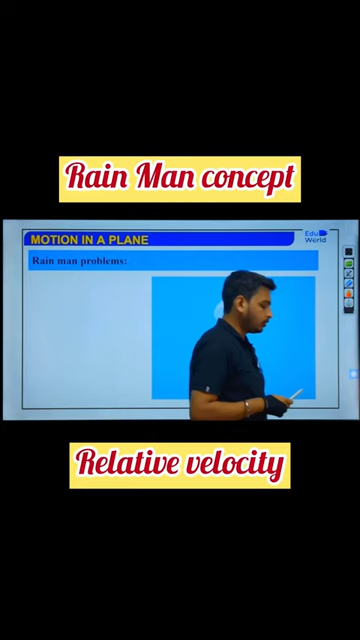 Rain Man concept
MOTION IN A PLANE
Edu
World
Rain man problems:
Relative velocity